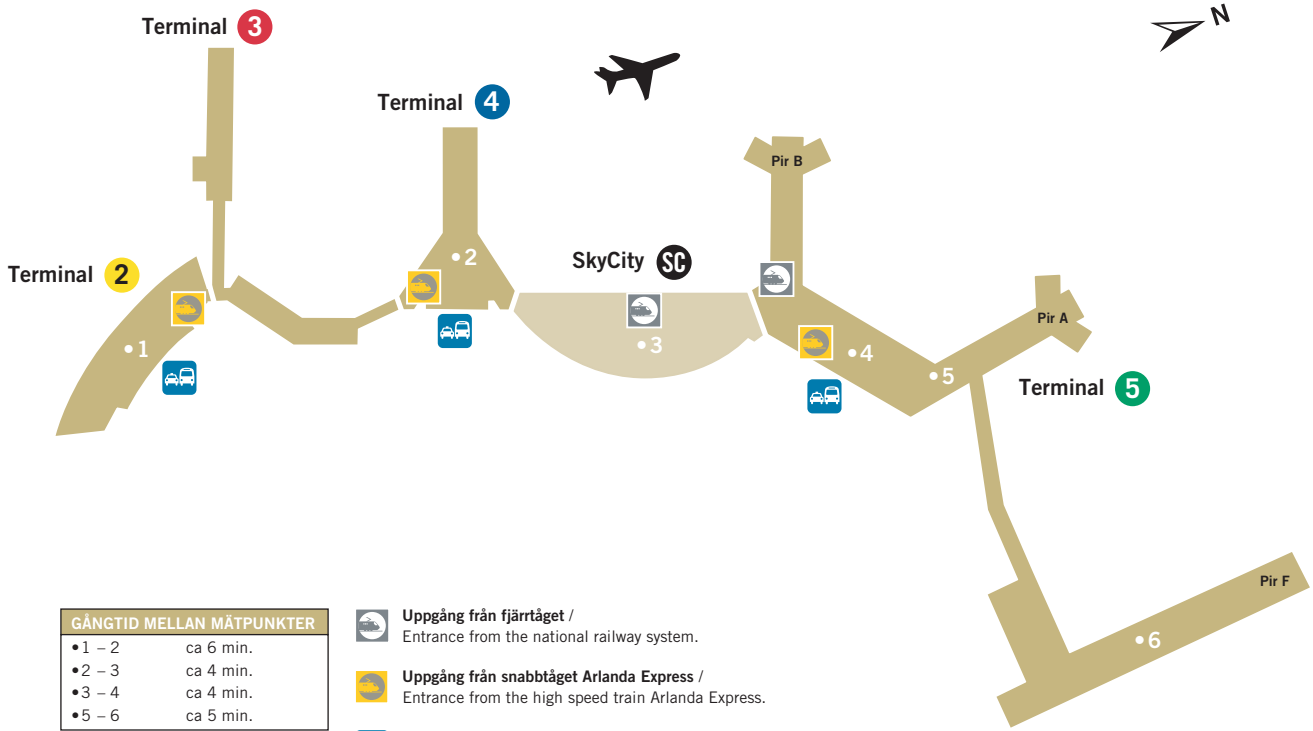 Terminal 3
N
Terminal 4
Pir B
2
SkyCity SC
Terminal 2
Pir A
1
3
4
5
Terminal 5
Pir F
6
GÅNGTID MELLAN MÄTPUNKTER
•1 – 2 ca 6 min.
•2 – 3 ca 4 min.
•3 – 4 ca 4 min.
•5 – 6 ca 5 min.
Uppgång från fjärrtåget /
Entrance from the national railway system.
Uppgång från snabbtåget Arlanda Express /
Entrance from the high speed train Arlanda Express.